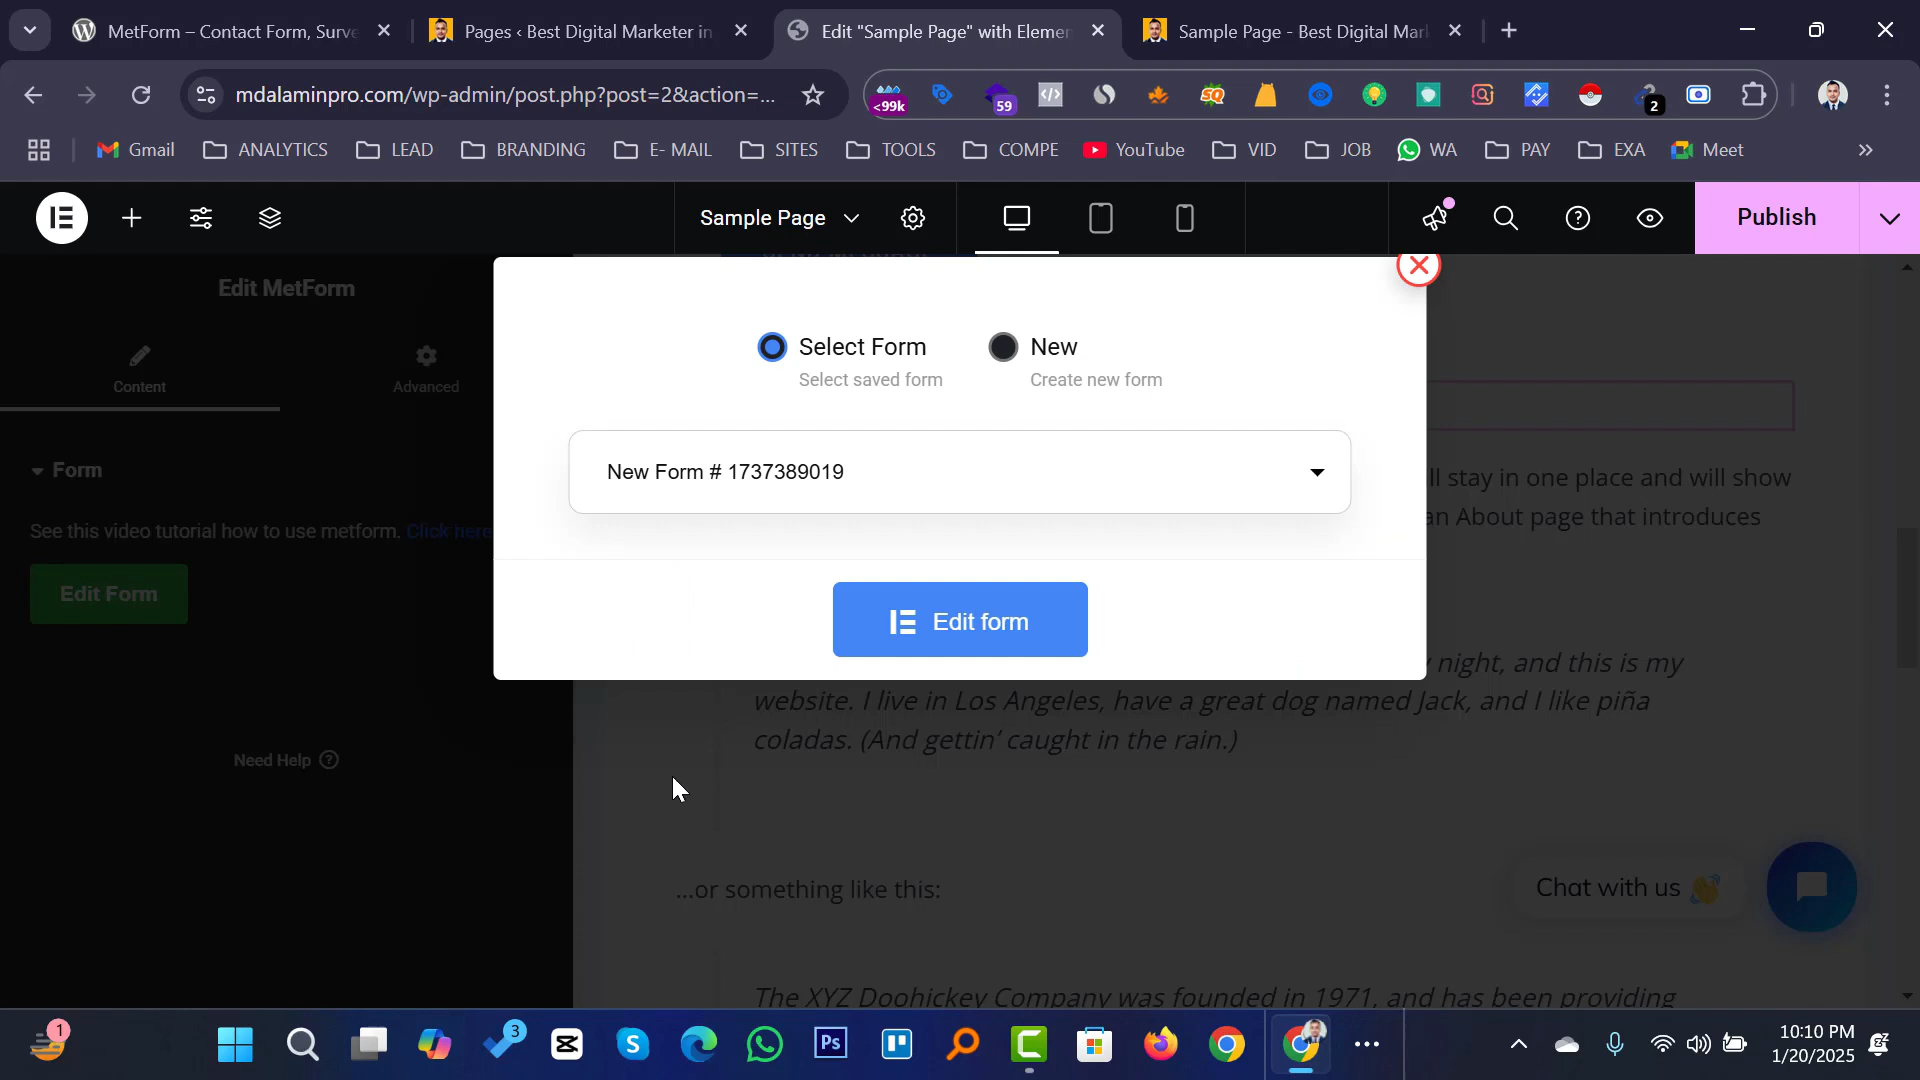 MetForm – Contact Form, Surve
Pages ‹ Best Digital Marketer in
Edit "Sample Page" with Elemen
Sample Page - Best Digital Mar
mdalaminpro.com/wp-admin/post.php?post=2&action=...
<99k
59
SQ
2
Gmail
ANALYTICS
LEAD
BRANDING
E- MAIL
SITES
TOOLS
COMPE
YouTube
VID
JOB
WA
PAY
EXA
Meet
Sample Page
Publish
Edit MetForm
Content
Advanced
Form
See this video tutorial how to use metform. Click here
Edit Form
Need Help
Select Form
Select saved form
New
Create new form
New Form # 1737389019
Edit form
ll stay in one place and will show
an About page that introduces
y night, and this is my
website. I live in Los Angeles, have a great dog named Jack, and I like piña
coladas. (And gettin’ caught in the rain.)
...or something like this:
The XYZ Doohickey Company was founded in 1971, and has been providing
Chat with us 👋
1
3
Ps
10:10 PM
1/20/2025